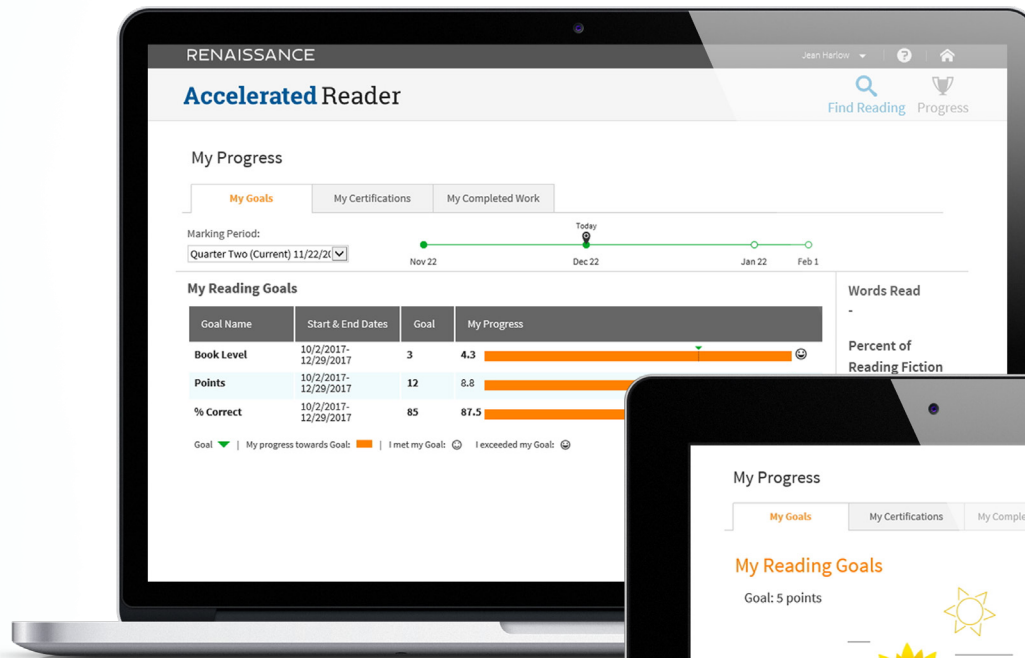 RENAISSANCE
Jean Harlow
?
Accelerated Reader
Find Reading Progress
My Progress
My Goals My Certifications My Completed Work
Marking Period:
Quarter Two (Current) 11/22/20
Today
Nov 22 Dec 22 Jan 22 Feb 1
My Reading Goals
Goal Name Start & End Dates Goal My Progress
Book Level 10/2/2017-
12/29/2017 3 4.3
Points 10/2/2017-
12/29/2017 12 8.8
% Correct 10/2/2017-
12/29/2017 85 87.5
Goal | My progress towards Goal: | I met my Goal: I exceeded my Goal:
Words Read
-
Percent of
Reading Fiction
My Progress
My Goals My Certifications My Comple
My Reading Goals
Goal: 5 points